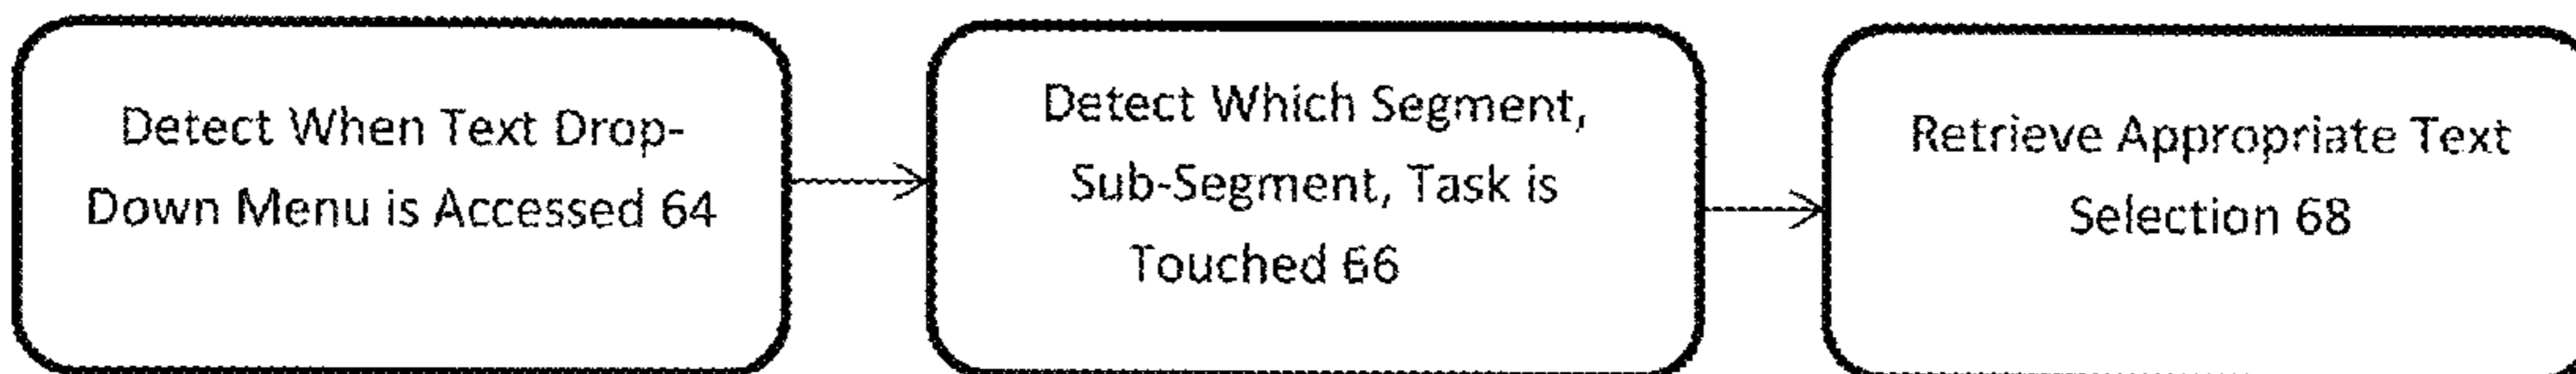 Detect When Text Drop-
Down Menu is Accessed 64
Detect Which Segment,
Sub-Segment, Task is
Touched 66
Retrieve Appropriate Text
Selection 68